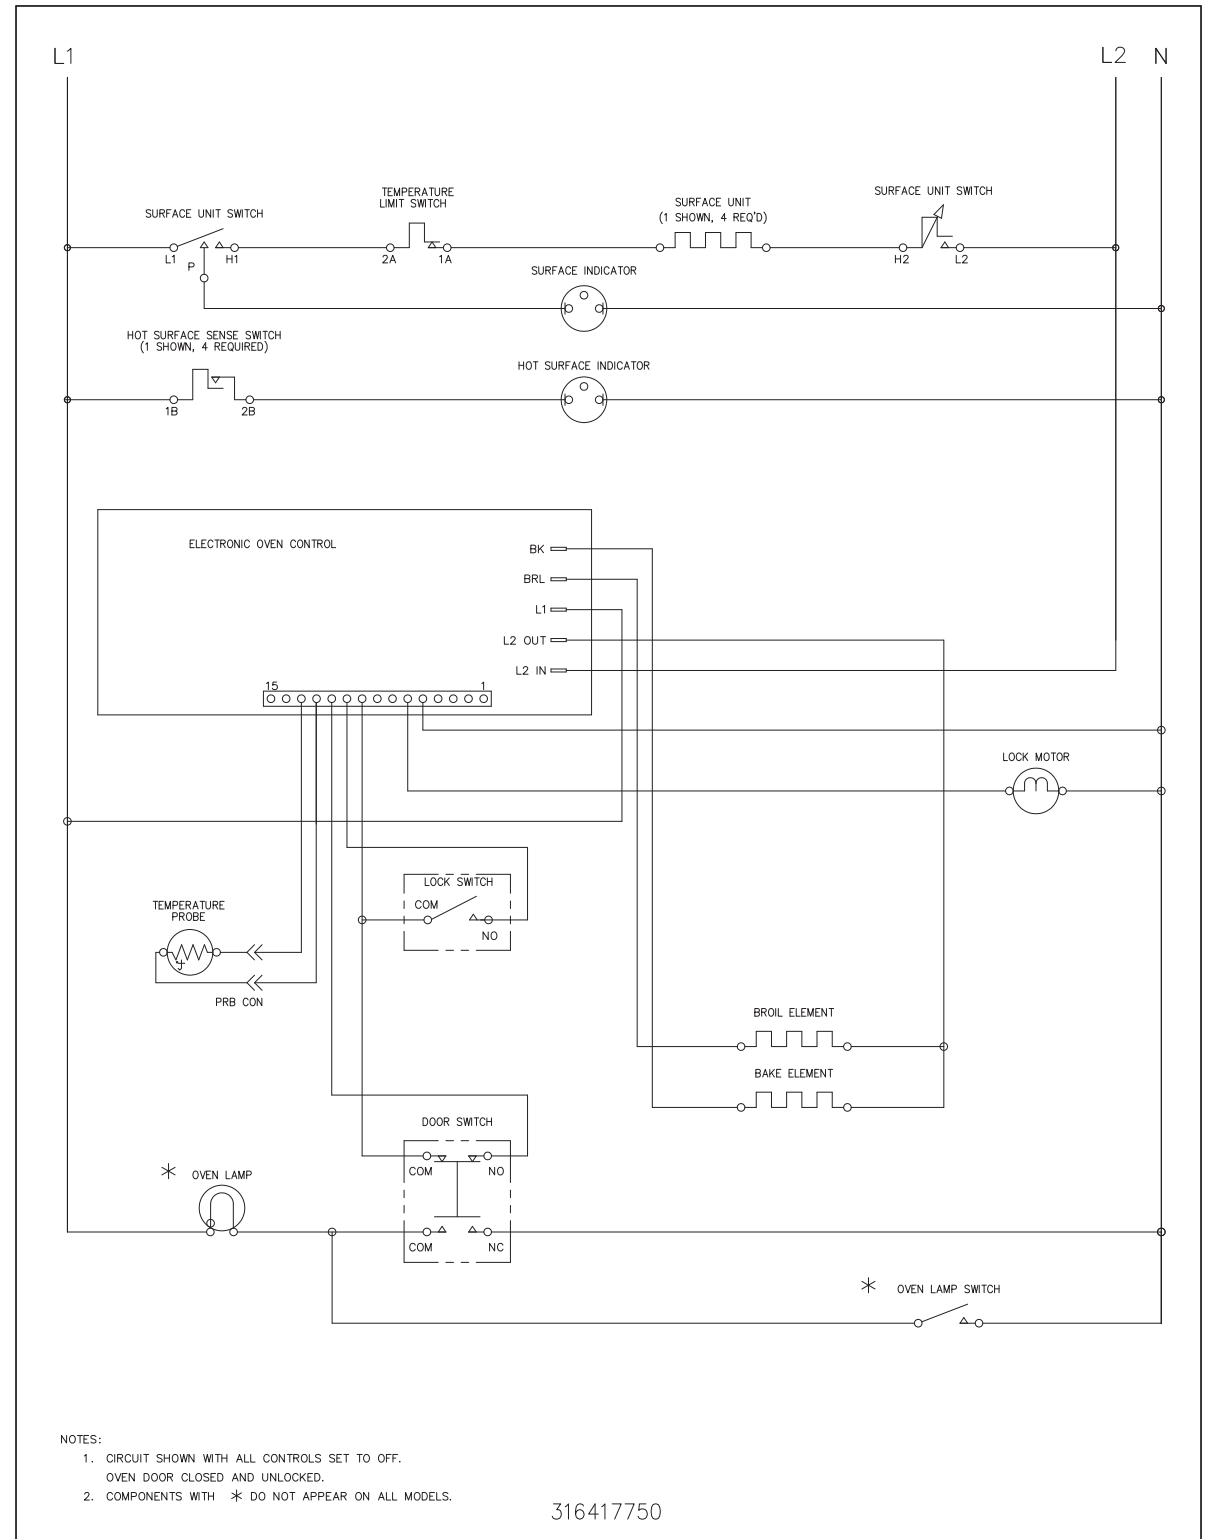 L1
L2 N
TEMPERATURE
LIMIT SWITCH
SURFACE UNIT SWITCH
SURFACE UNIT
(1 SHOWN, 4 REQ'D)
SURFACE UNIT SWITCH
L1
P
H1
2A
1A
H2
L2
SURFACE INDICATOR
HOT SURFACE SENSE SWITCH
(1 SHOWN, 4 REQUIRED)
HOT SURFACE INDICATOR
1B
2B
ELECTRONIC OVEN CONTROL
BK
BRL
L1
L2 OUT
L2 IN
15
1
LOCK MOTOR
LOCK SWITCH
COM
NO
TEMPERATURE
PROBE
PRB CON
BROIL ELEMENT
BAKE ELEMENT
DOOR SWITCH
COM
NO
* OVEN LAMP
COM
NC
* OVEN LAMP SWITCH
NOTES:
1. CIRCUIT SHOWN WITH ALL CONTROLS SET TO OFF.
OVEN DOOR CLOSED AND UNLOCKED.
2. COMPONENTS WITH * DO NOT APPEAR ON ALL MODELS.
316417750